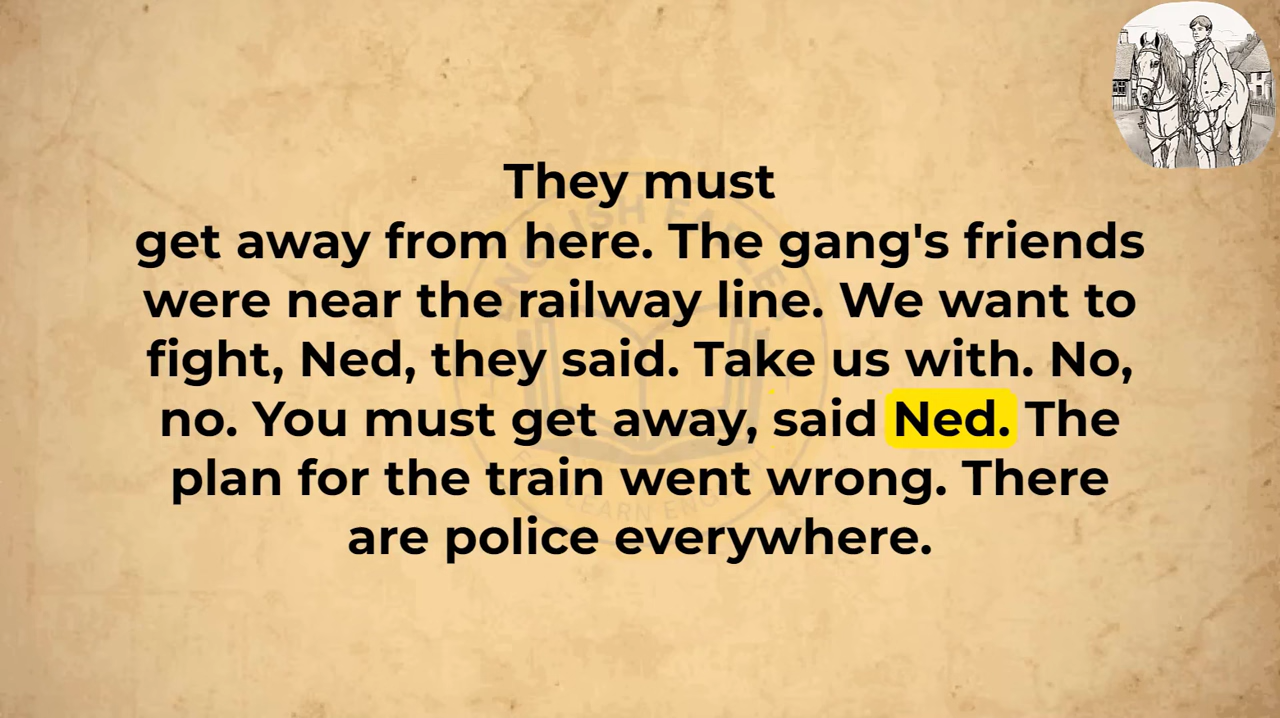 They must
get away from here. The gang's friends
were near the railway line. We want to
fight, Ned, they said. Take us with. No,
no. You must get away, said Ned. The
plan for the train went wrong. There
are police everywhere.